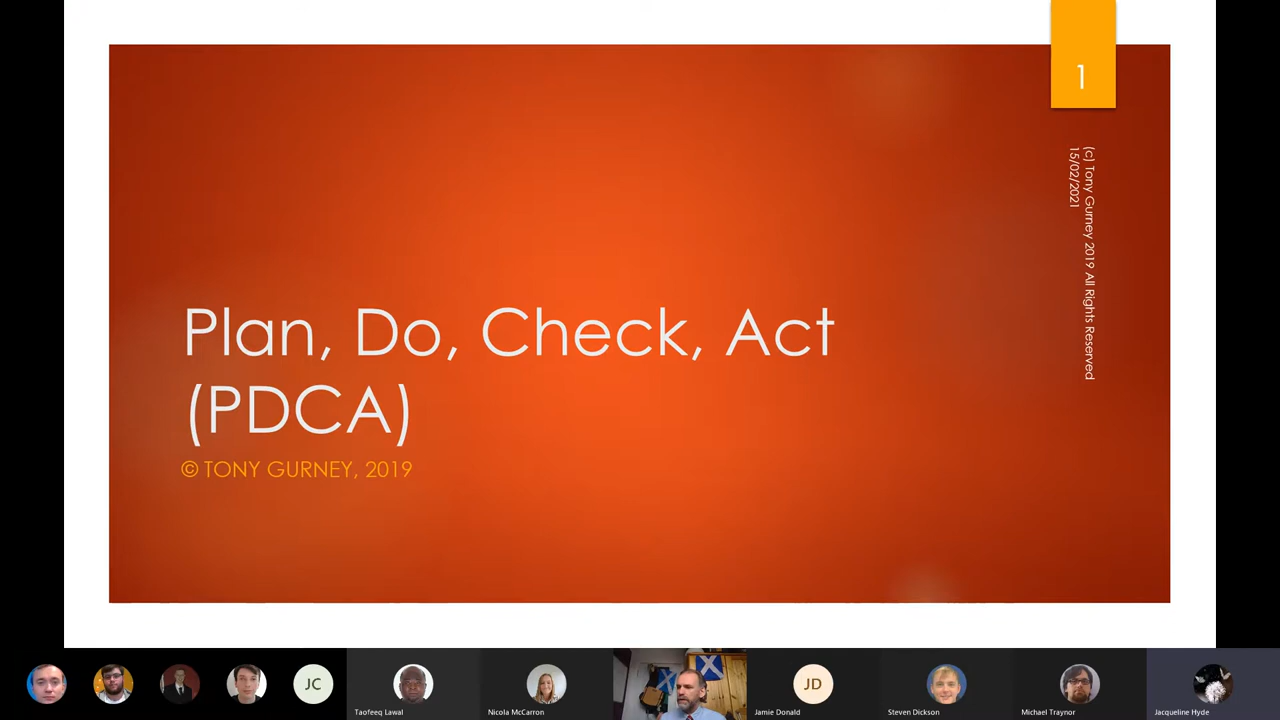 1
(c) Tony Gurney 2019 All Rights Reserved
15/02/2021
Plan, Do, Check, Act
(PDCA)
© TONY GURNEY, 2019
JC
Taofeeq Lawal
Nicola McCarron
JD
Jamie Donald
Steven Dickson
Michael Traynor
Jacqueline Hyde